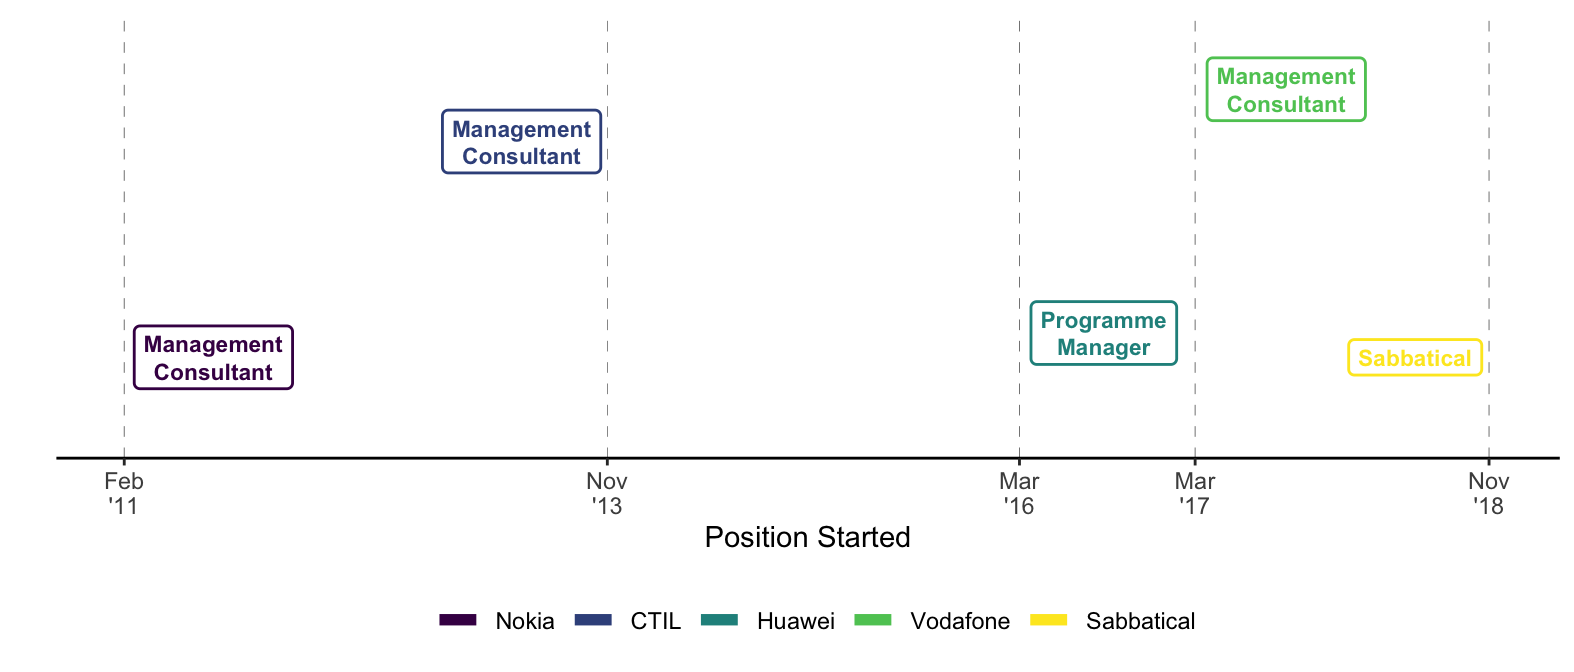 Management
Consultant
Management
Consultant
Programme
Manager
Management
Consultant
Sabbatical
Feb
'11
Nov
'13
Mar
'16
Mar
'17
Nov
'18
Position Started
Nokia
CTIL
Huawei
Vodafone
Sabbatical